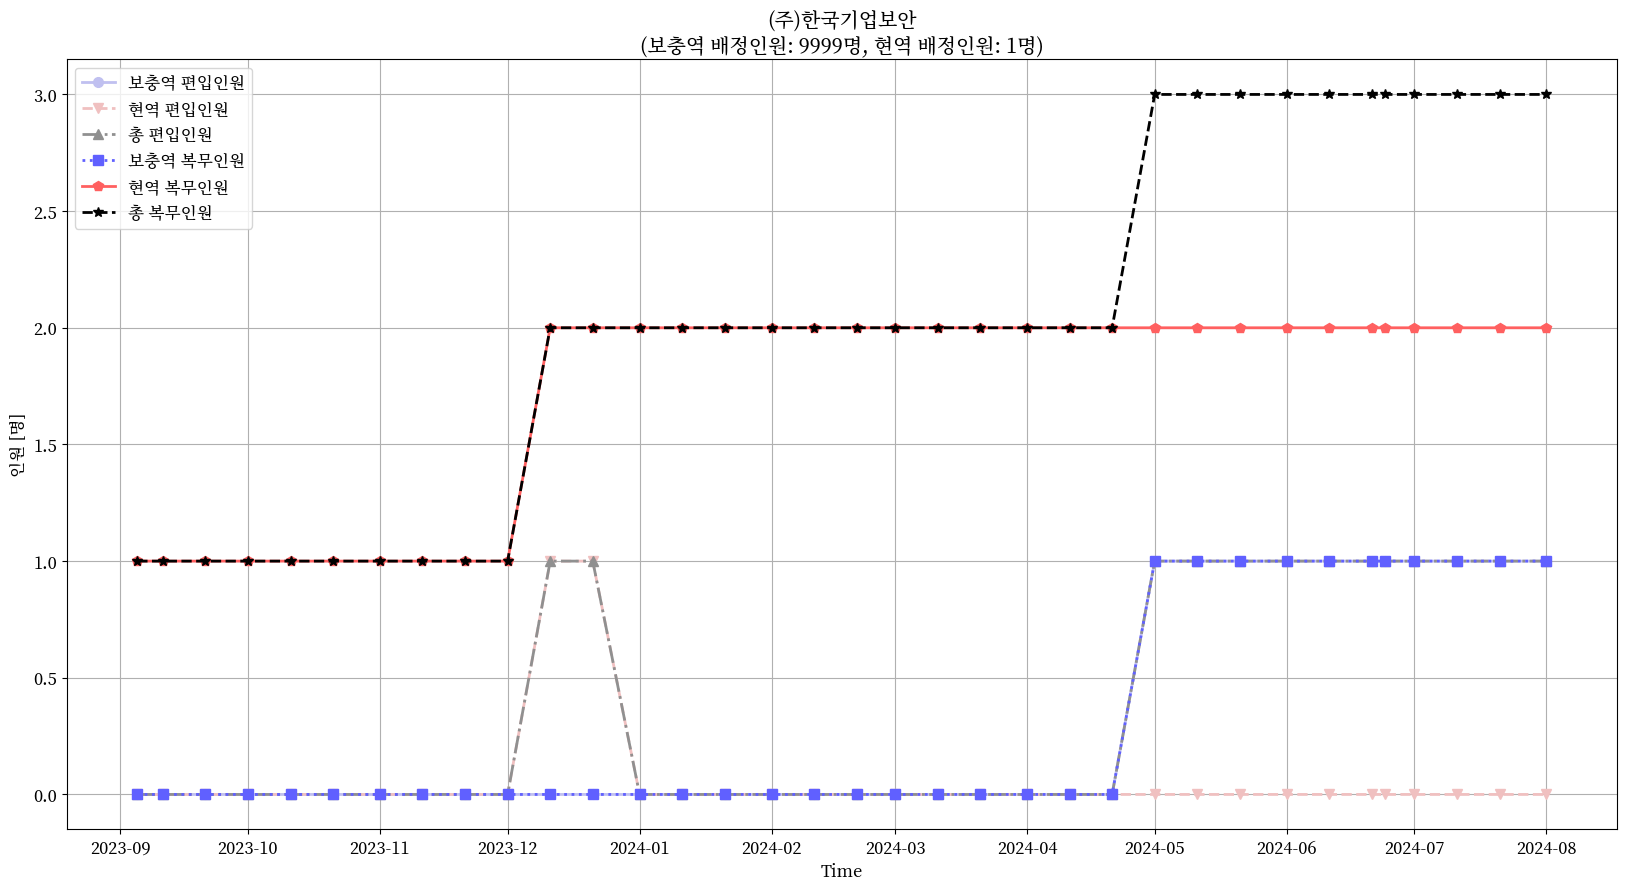 (주)한국기업보안
(보충역 배정인원: 9999명, 현역 배정인원: 1명)
보충역 편입인원
현역 편입인원
총 편입인원
보충역 복무인원
현역 복무인원
총 복무인원
3.0
2.5
2.0
1.5
1.0
0.5
0.0
인원 [명]
2023-09 2023-10 2023-11 2023-12 2024-01 2024-02 2024-03 2024-04 2024-05 2024-06 2024-07 2024-08
Time